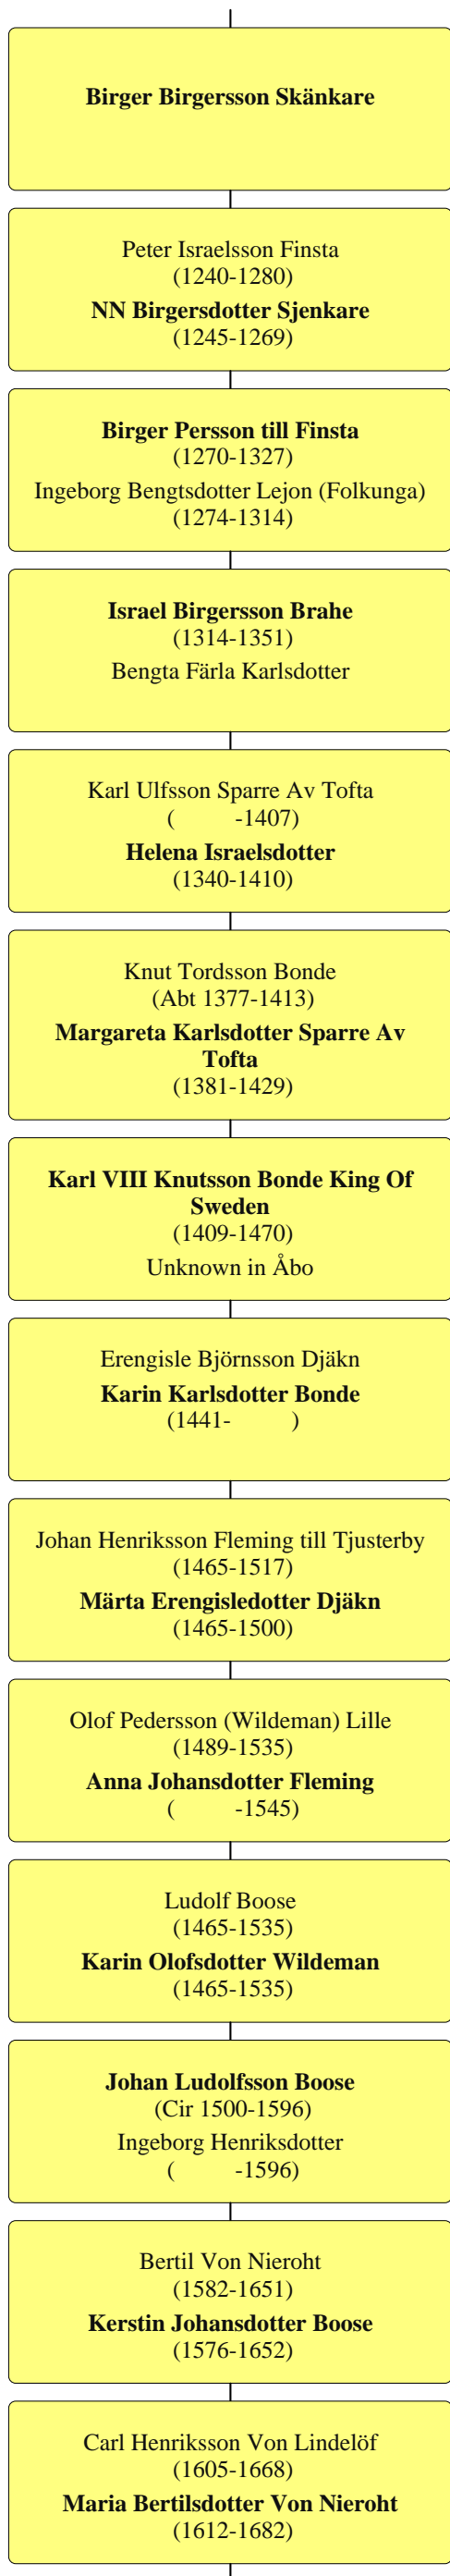 Birger Birgersson Skänkare
Peter Israelsson Finsta
(1240-1280)
NN Birgersdotter Sjenkare
(1245-1269)
Birger Persson till Finsta
(1270-1327)
Ingeborg Bengtsdotter Lejon (Folkunga)
(1274-1314)
Israel Birgersson Brahe
(1314-1351)
Bengta Färla Karlsdotter
Karl Ulfsson Sparre Av Tofta
(          -1407)
Helena Israelsdotter
(1340-1410)
Knut Tordsson Bonde
(Abt 1377-1413)
Margareta Karlsdotter Sparre Av
Tofta
(1381-1429)
Karl VIII Knutsson Bonde King Of
Sweden
(1409-1470)
Unknown in Åbo
Erengisle Björnsson Djäkn
Karin Karlsdotter Bonde
(1441-          )
Johan Henriksson Fleming till Tjusterby
(1465-1517)
Märta Erengisledotter Djäkn
(1465-1500)
Olof Pedersson (Wildeman) Lille
(1489-1535)
Anna Johansdotter Fleming
(          -1545)
Ludolf Boose
(1465-1535)
Karin Olofsdotter Wildeman
(1465-1535)
Johan Ludolfsson Boose
(Cir 1500-1596)
Ingeborg Henriksdotter
(          -1596)
Bertil Von Nieroht
(1582-1651)
Kerstin Johansdotter Boose
(1576-1652)
Carl Henriksson Von Lindelöf
(1605-1668)
Maria Bertilsdotter Von Nieroht
(1612-1682)